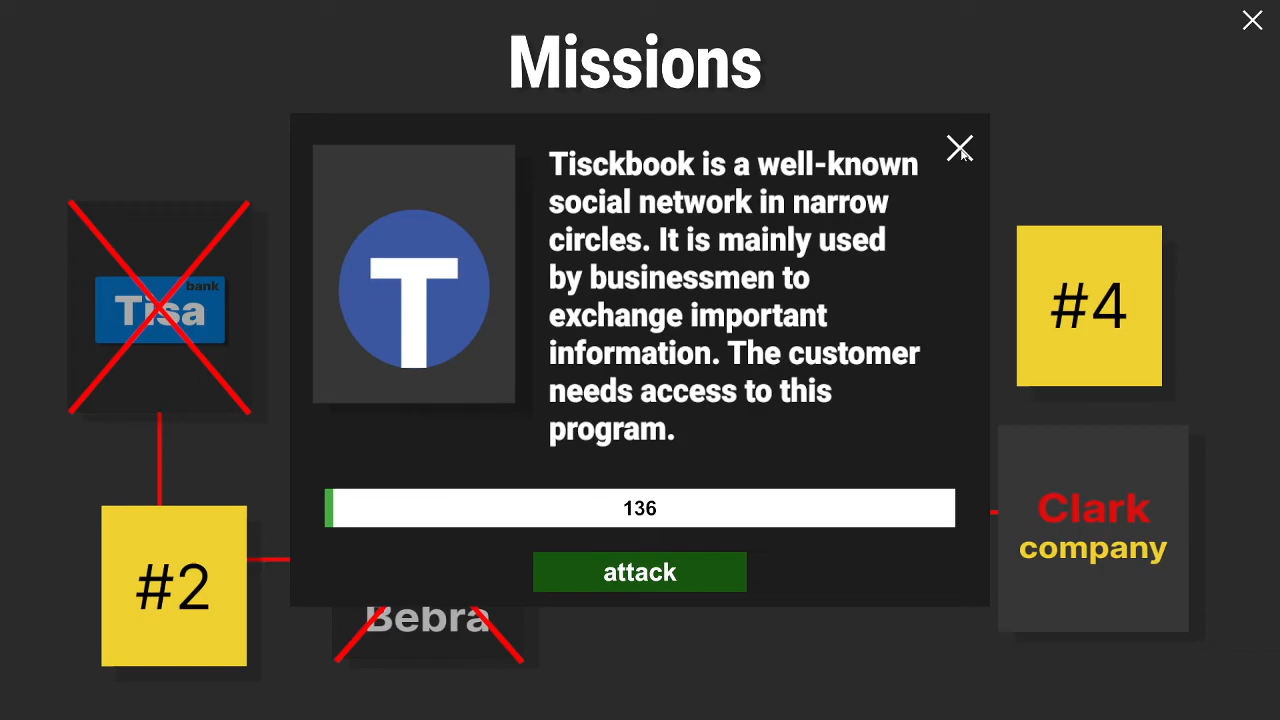 Missions
Tisckbook is a well-known
social network in narrow
circles. It is mainly used
by businessmen to
exchange important
information. The customer
needs access to this
program.
T
136
attack
bank
Tisa
#2
Bebra
#4
Clark
company